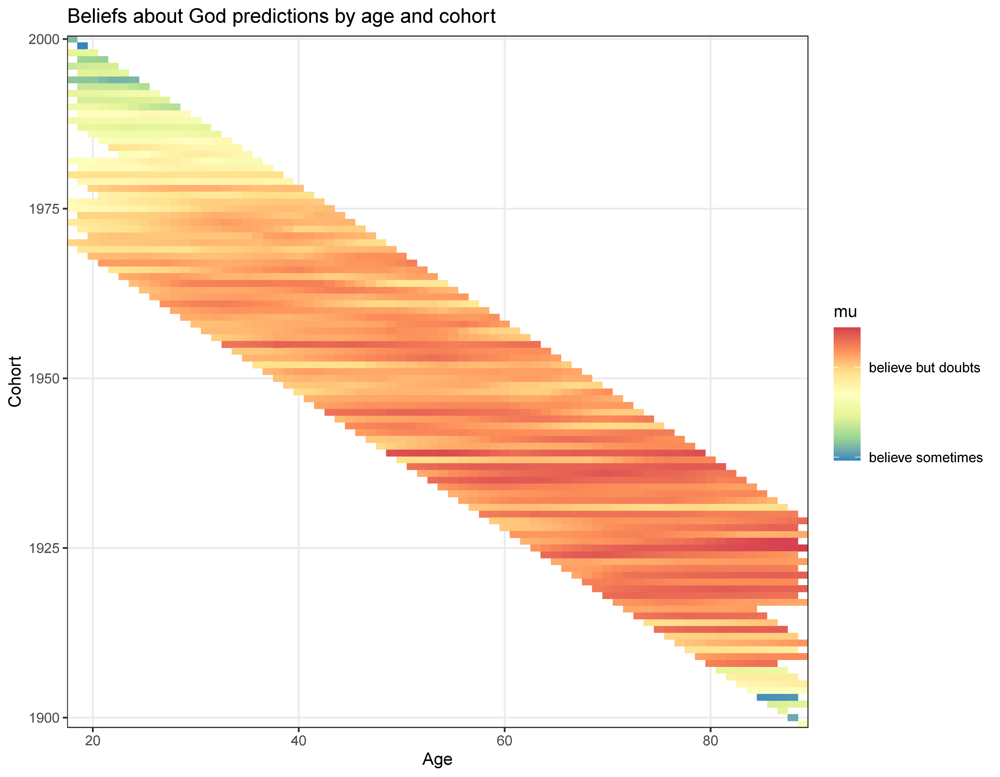 Beliefs about God predictions by age and cohort
2000
1975
1950
1925
1900
Cohort
20 40 60 80
Age
mu
believe but doubts
believe sometimes